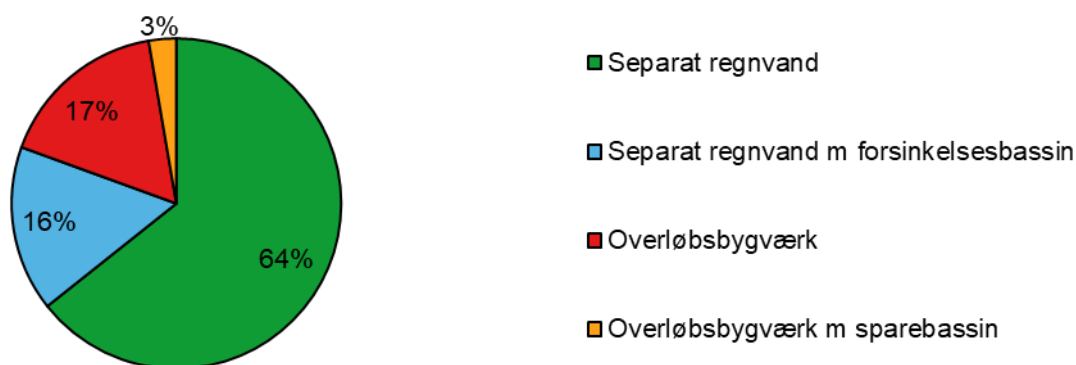 3%
17%
16%
64%
Separat regnvand
Separat regnvand m forsinkelsesbassin
Overløbsbygværk
Overløbsbygværk m sparebassin